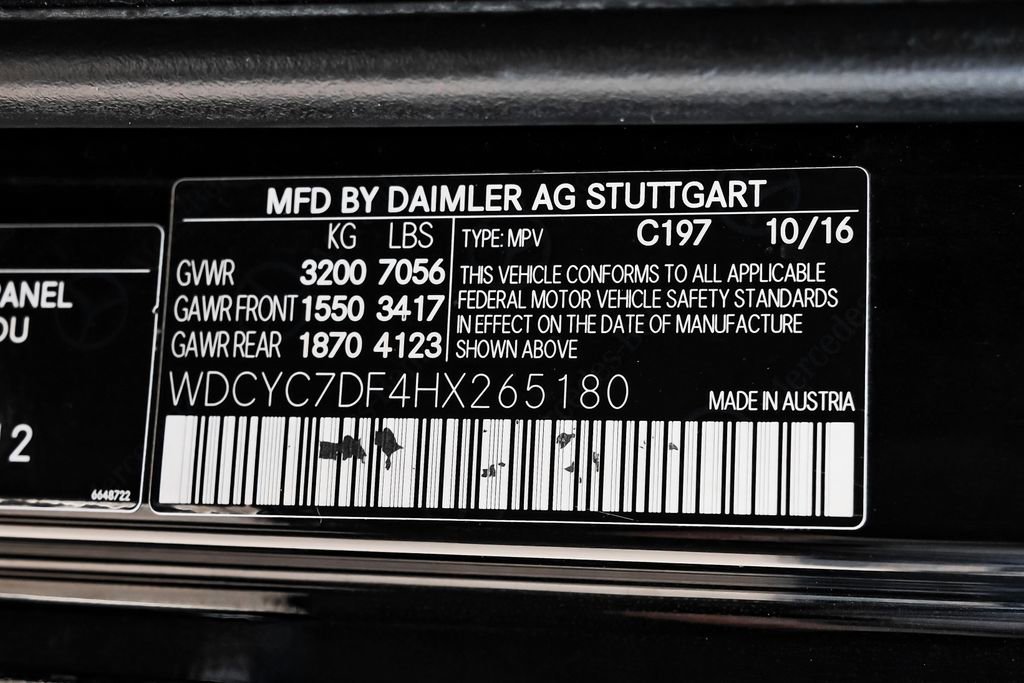 MFD BY DAIMLER AG STUTTGART
KG LBS
GVWR 3200 7056
GAWR FRONT 1550 3417
GAWR REAR 1870 4123
TYPE: MPV C197 10/16
THIS VEHICLE CONFORMS TO ALL APPLICABLE
FEDERAL MOTOR VEHICLE SAFETY STANDARDS
IN EFFECT ON THE DATE OF MANUFACTURE
SHOWN ABOVE
WDCYC7DF4HX265180
MADE IN AUSTRIA
12
6648722